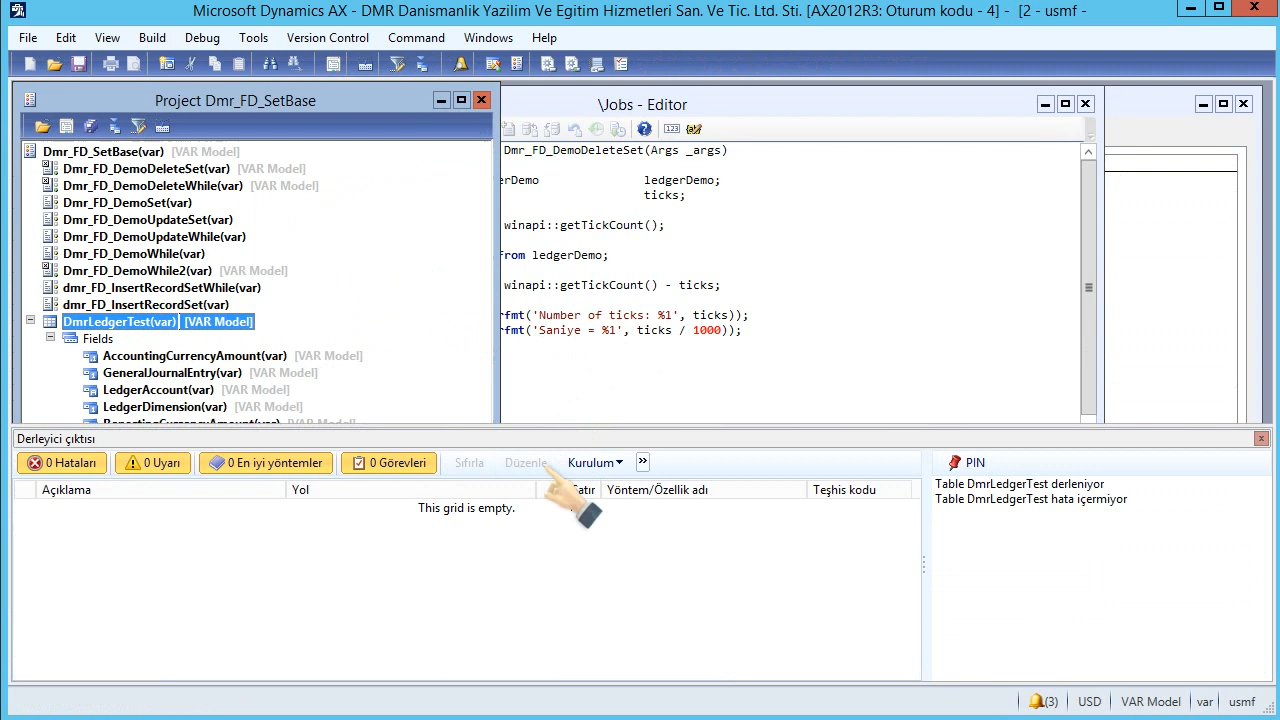 Microsoft Dynamics AX - DMR Danismanlik Yazilim Ve Egitim Hizmetleri San. Ve Tic. Ltd. Sti. [AX2012R3: Oturum kodu - 4] - [2 - usmf -
File Edit View Build Debug Tools Version Control Command Windows Help
Project Dmr_FD_SetBase
Dmr_FD_SetBase(var) [VAR Model]
Dmr_FD_DemoDeleteSet(var) [VAR Model]
Dmr_FD_DemoDeleteWhile(var) [VAR Model]
Dmr_FD_DemoSet(var)
Dmr_FD_DemoUpdateSet(var)
Dmr_FD_DemoUpdateWhile(var)
Dmr_FD_DemoWhile(var)
Dmr_FD_DemoWhile2(var) [VAR Model]
dmr_FD_InsertRecordSetWhile(var)
dmr_FD_InsertRecordSet(var)
DmrLedgerTest(var) [VAR Model]
Fields
AccountingCurrencyAmount(var) [VAR Model]
GeneralJournalEntry(var) [VAR Model]
LedgerAccount(var) [VAR Model]
LedgerDimension(var) [VAR Model]
ReportingCurrencyAmount(var) [VAR Model]
\Jobs - Editor
Dmr_FD_DemoDeleteSet(Args _args)
erDemo ledgerDemo;
ticks;
winapi::getTickCount();
from ledgerDemo;
winapi::getTickCount() - ticks;
rfmt('Number of ticks: %1', ticks));
rfmt('Saniye = %1', ticks / 1000));
Derleyici çıktısı
0 Hataları 0 Uyarı 0 En iyi yöntemler 0 Görevleri Sıfırla Düzenle Kurulum »
Açıklama Yol Satır Yöntem/Özellik adı Teşhis kodu
This grid is empty.
PIN
Table DmrLedgerTest derleniyor
Table DmrLedgerTest hata içermiyor
(3) USD VAR Model var usmf